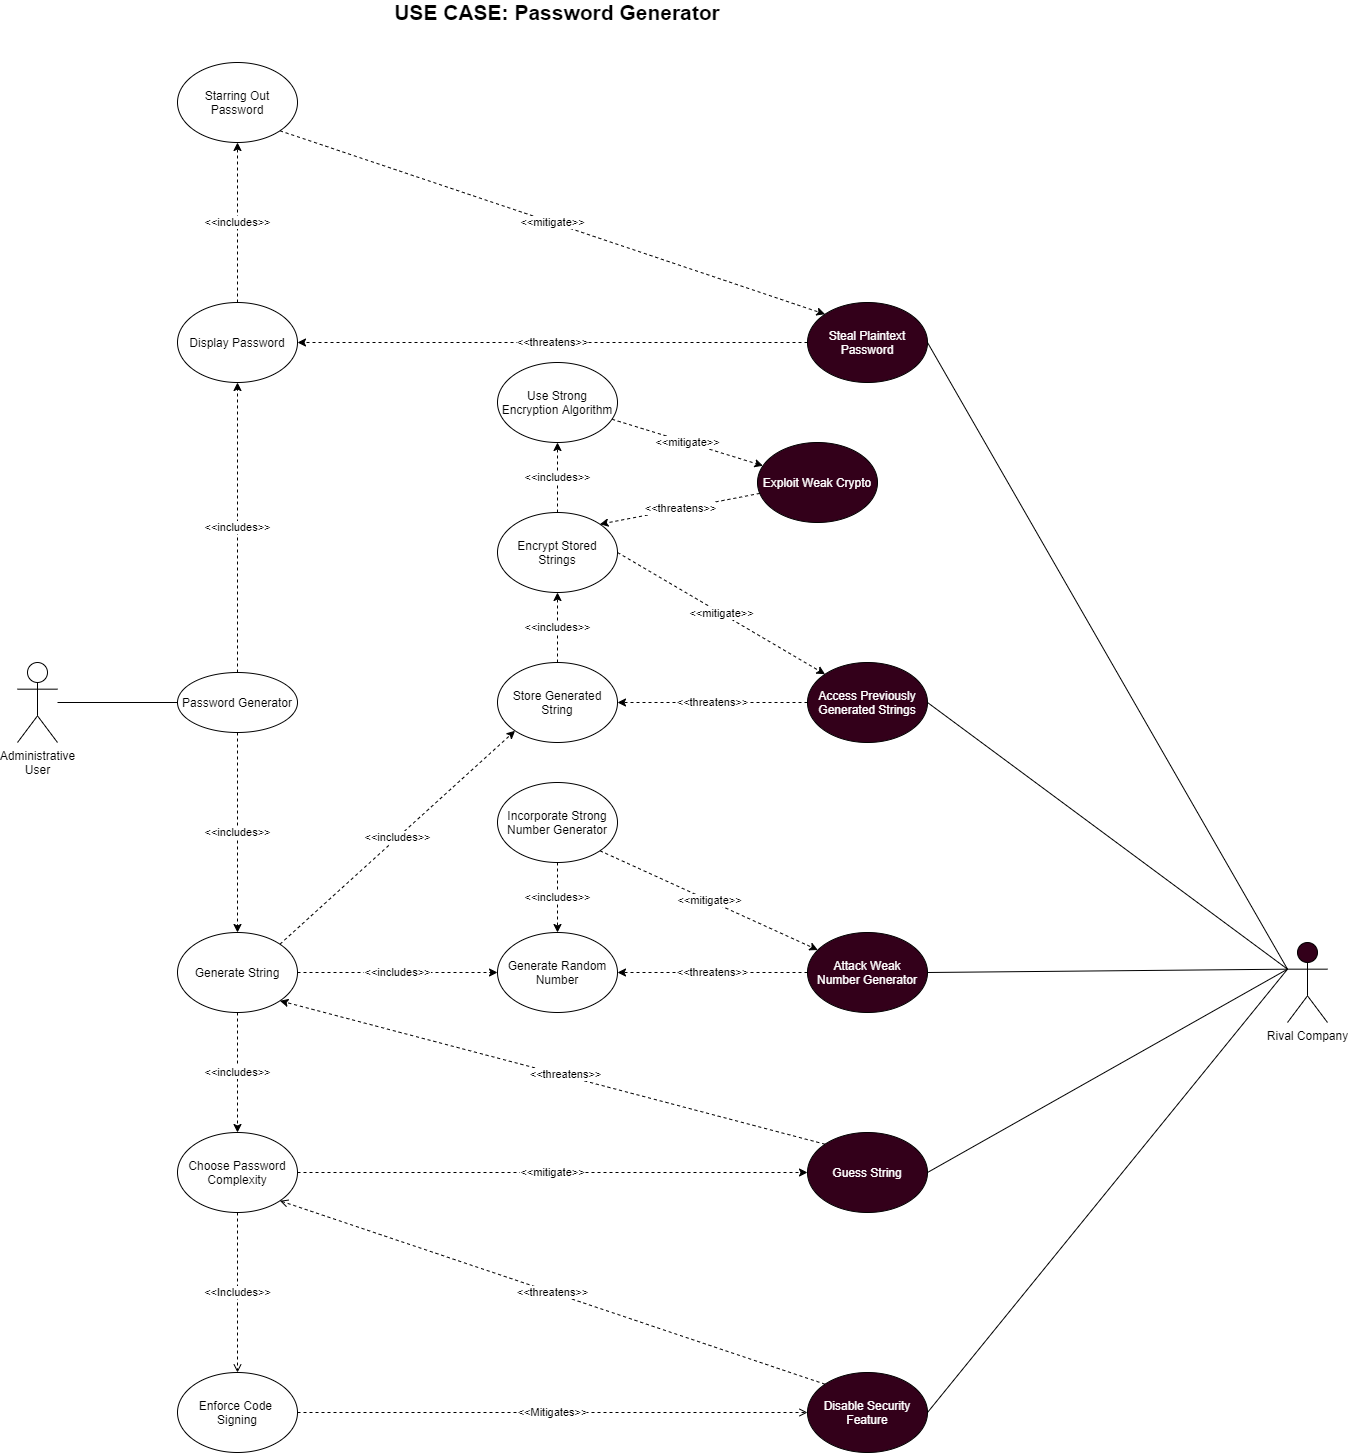 USE CASE: Password Generator
Starring Out
Password
<<includes>>
<<mitigate>>
Display Password
<<threatens>>
Steal Plaintext
Password
Use Strong
Encryption Algorithm
<<mitigate>>
<<includes>>
Exploit Weak Crypto
<<threatens>>
<<includes>>
Encrypt Stored
Strings
<<mitigate>>
<<includes>>
Password Generator
Store Generated
String
<<threatens>>
Access Previously
Generated Strings
Administrative
User
<<includes>>
<<includes>>
Incorporate Strong
Number Generator
<<includes>>
<<mitigate>>
Generate String
<<includes>>
Generate Random
Number
<<threatens>>
Attack Weak
Number Generator
Rival Company
<<includes>>
<<threatens>>
Choose Password
Complexity
<<mitigate>>
Guess String
<<Includes>>
<<threatens>>
Enforce Code
Signing
<<Mitigates>>
Disable Security
Feature